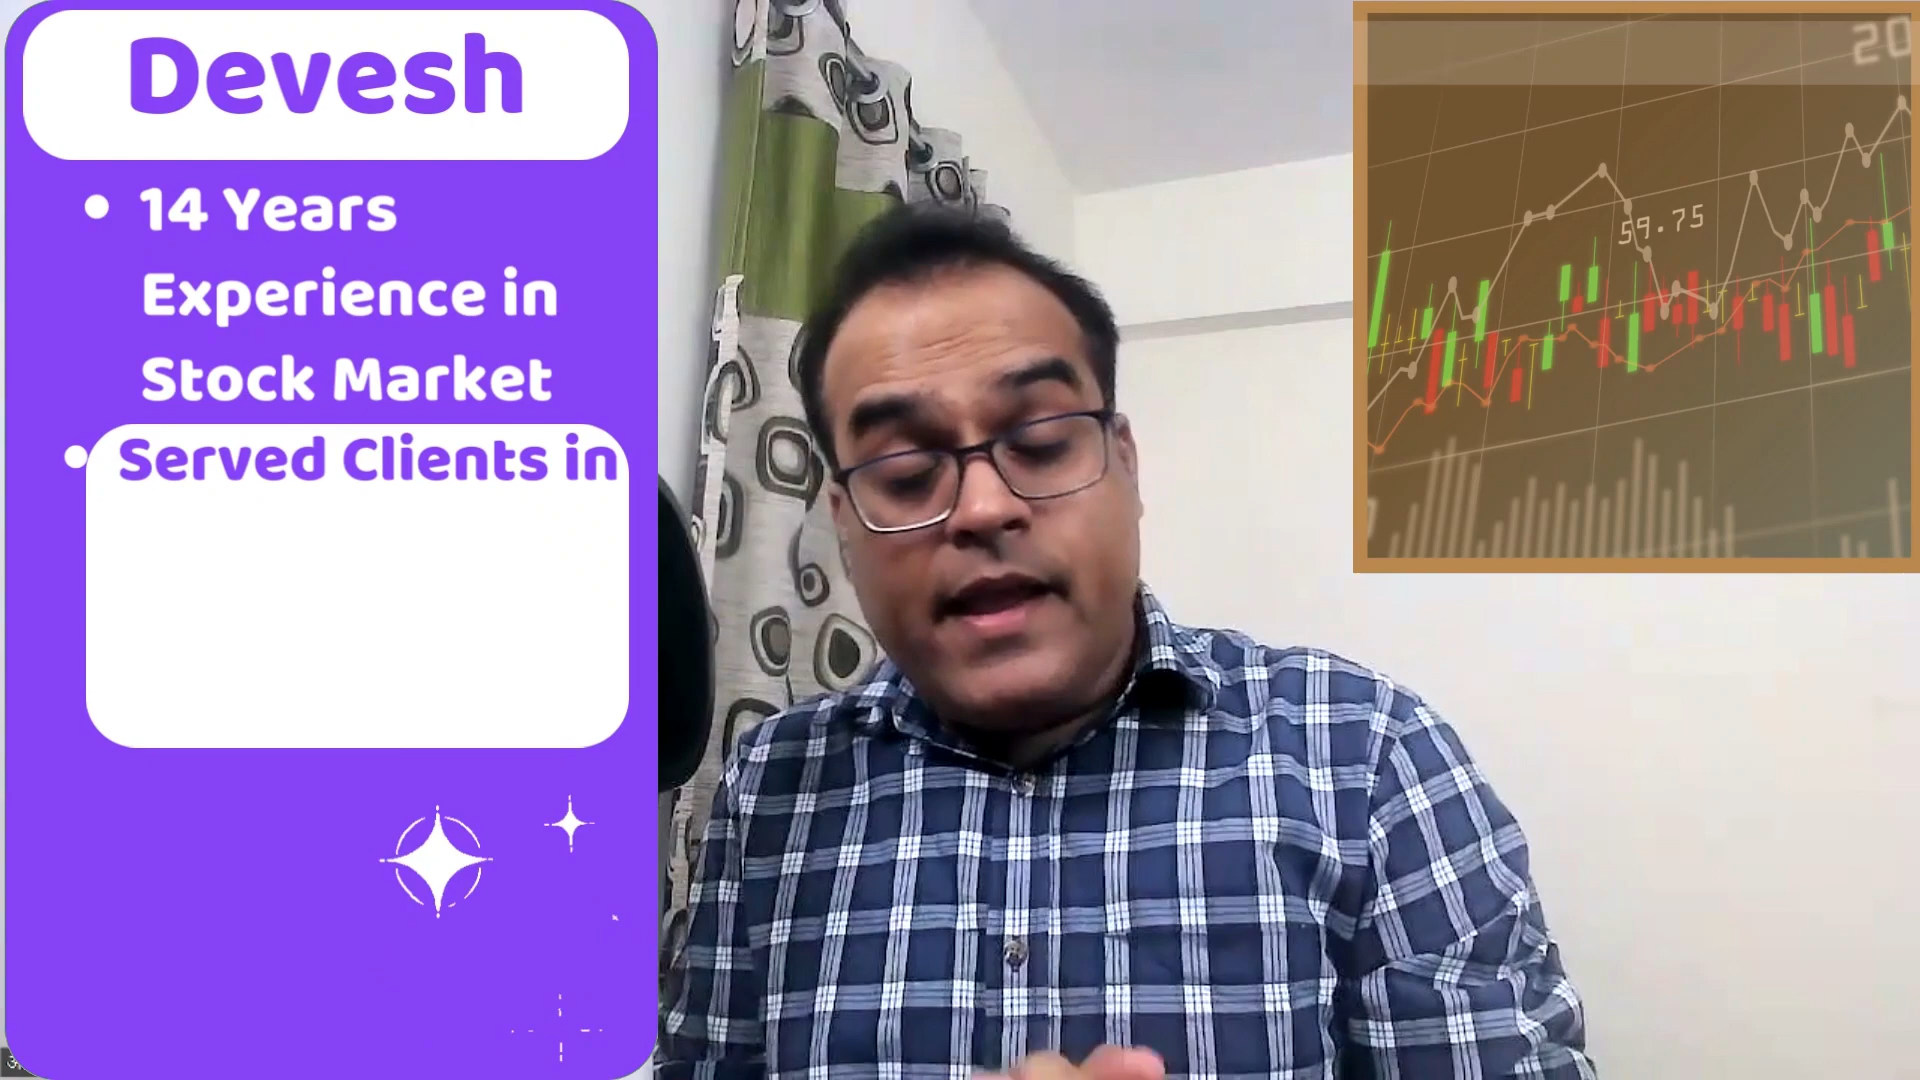 Devesh
• 14 Years
Experience in
Stock Market
• Served Clients in
20
59.75